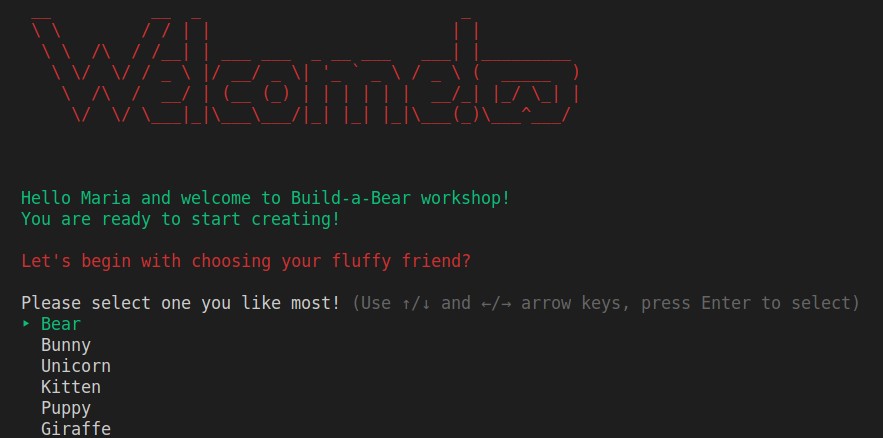 Welcome
Hello Maria and welcome to Build-a-Bear workshop!
You are ready to start creating!
Let's begin with choosing your fluffy friend?
Please select one you like most! (Use ↑/↓ and ←/→ arrow keys, press Enter to select)
‣ Bear
Bunny
Unicorn
Kitten
Puppy
Giraffe